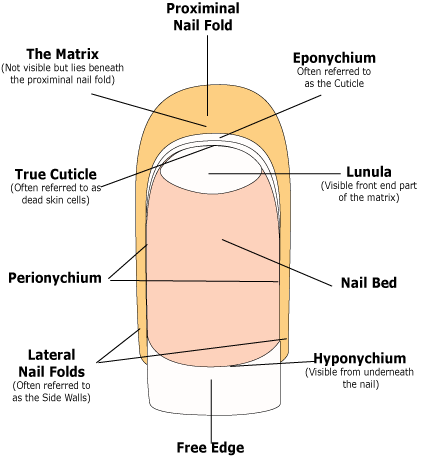 Proximinal
Nail Fold
The Matrix
(Not visible but lies beneath
the proximinal nail fold)
Eponychium
Often referred to
as the Cuticle
True Cuticle
(Often referred to as
dead skin cells)
Lunula
(Visible front end part
of the matrix)
Perionychium
Nail Bed
Lateral
Nail Folds
(Often referred to
as the Side Walls)
Hyponychium
(Visible from underneath
the nail)
Free Edge